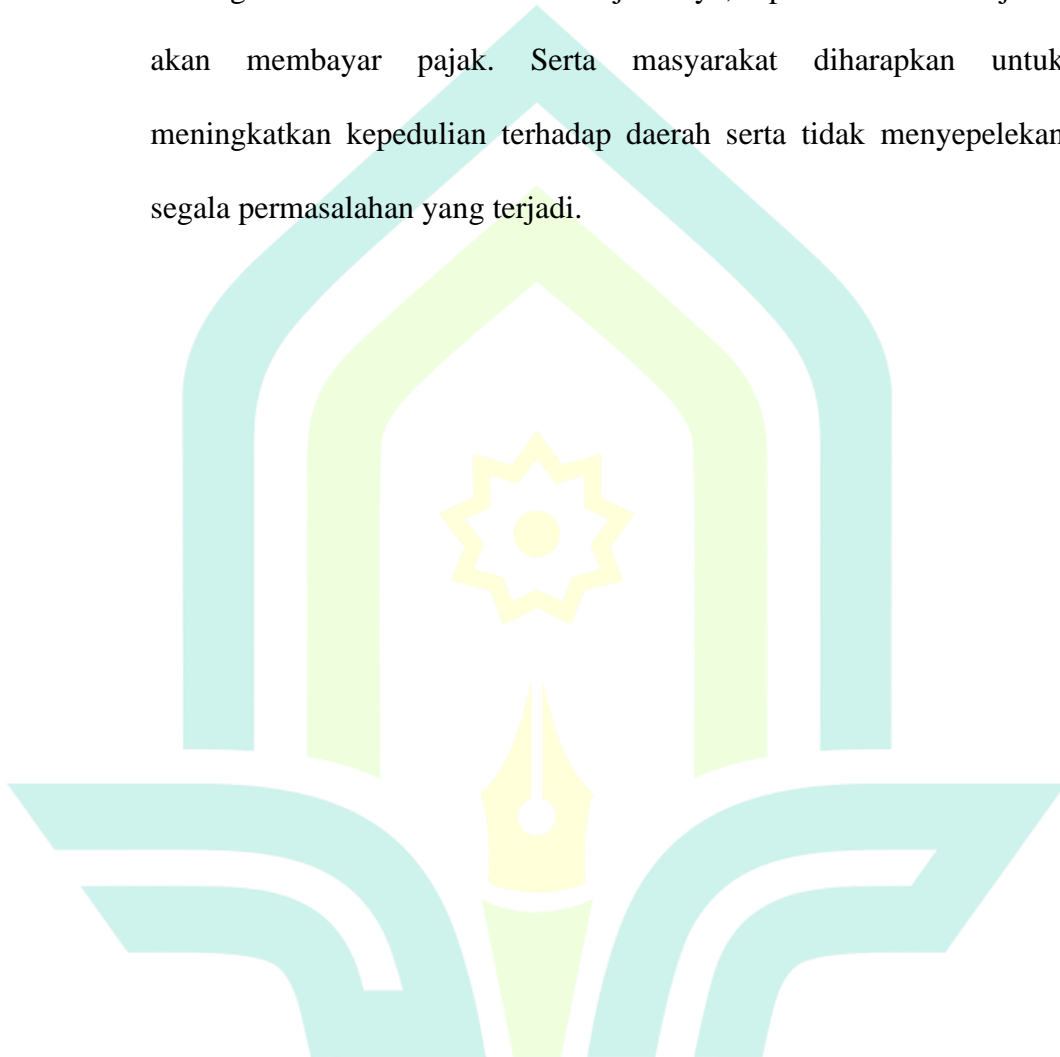 akan membayar pajak. Serta masyarakat diharapkan untuk
meningkatkan kepedulian terhadap daerah serta tidak menyepelekan
segala permasalahan yang terjadi.